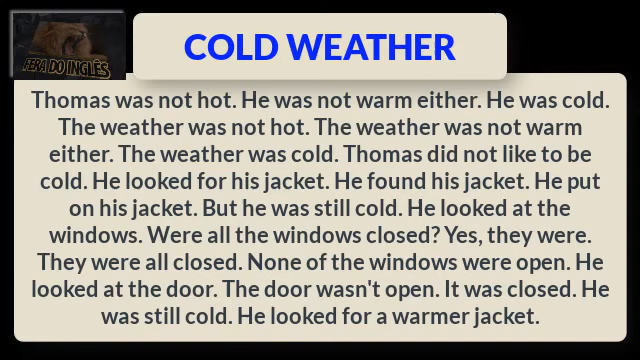 FERA DO INGLÊS
COLD WEATHER
Thomas was not hot. He was not warm either. He was cold.
The weather was not hot. The weather was not warm
either. The weather was cold. Thomas did not like to be
cold. He looked for his jacket. He found his jacket. He put
on his jacket. But he was still cold. He looked at the
windows. Were all the windows closed? Yes, they were.
They were all closed. None of the windows were open. He
looked at the door. The door wasn't open. It was closed. He
was still cold. He looked for a warmer jacket.